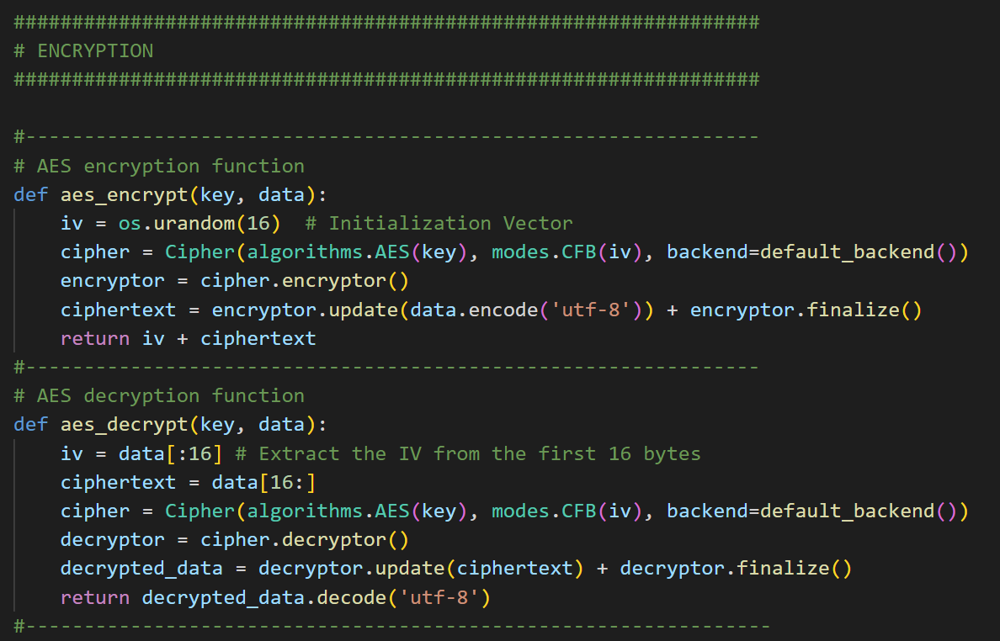 ################################################################
# ENCRYPTION
################################################################
#---------------------------------------------------------------
# AES encryption function
def aes_encrypt(key, data):
    iv = os.urandom(16)  # Initialization Vector
    cipher = Cipher(algorithms.AES(key), modes.CFB(iv), backend=default_backend())
    encryptor = cipher.encryptor()
    ciphertext = encryptor.update(data.encode('utf-8')) + encryptor.finalize()
    return iv + ciphertext
#---------------------------------------------------------------
# AES decryption function
def aes_decrypt(key, data):
    iv = data[:16] # Extract the IV from the first 16 bytes
    ciphertext = data[16:]
    cipher = Cipher(algorithms.AES(key), modes.CFB(iv), backend=default_backend())
    decryptor = cipher.decryptor()
    decrypted_data = decryptor.update(ciphertext) + decryptor.finalize()
    return decrypted_data.decode('utf-8')
#----------------------------------------------------------------